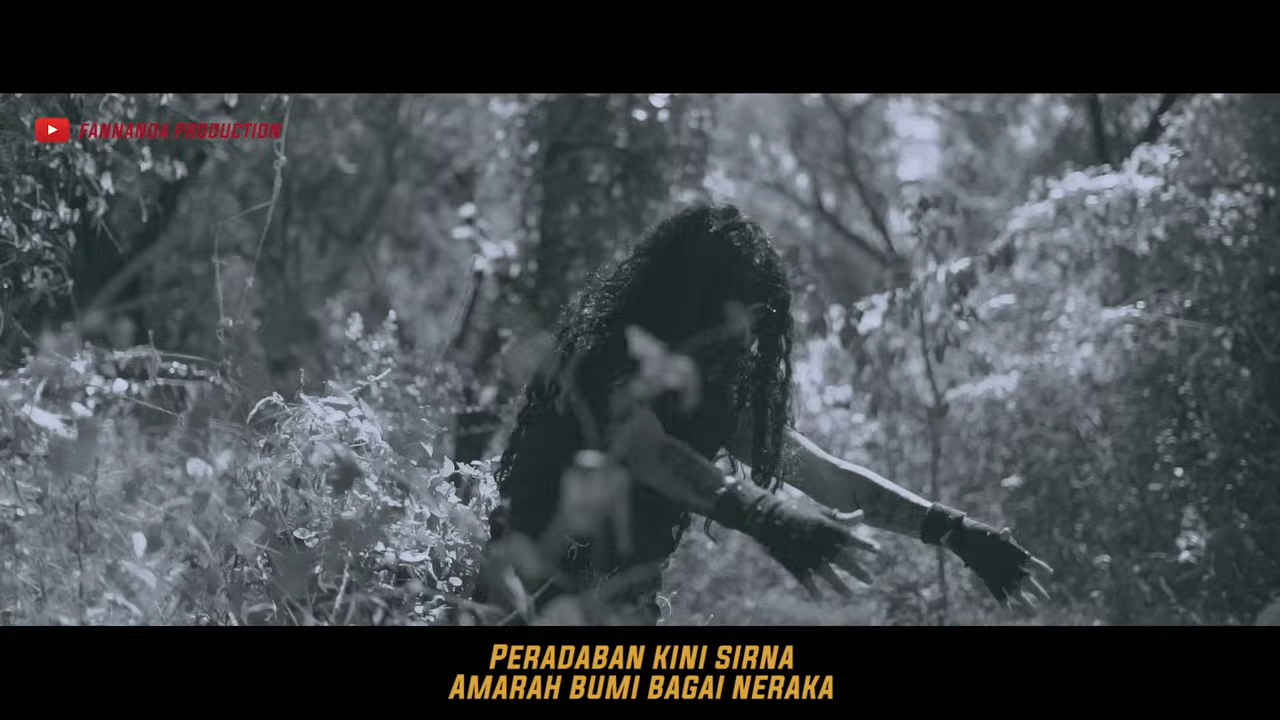 FANNANDA PRODUCTION
PERADABAN KINI SIRNA
AMARAH BUMI BAGAI NERAKA